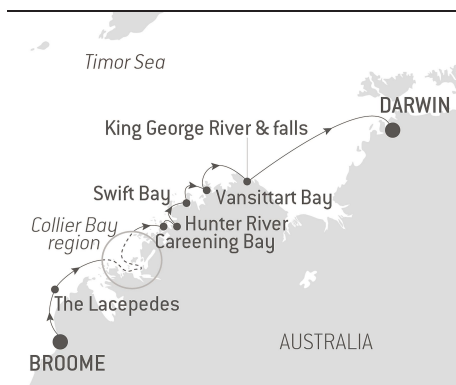 Timor Sea
DARWIN
King George River & falls
Swift Bay
Vansittart Bay
Collier Bay
region
Hunter River
Careening Bay
The Lacepedes
AUSTRALIA
BROOME